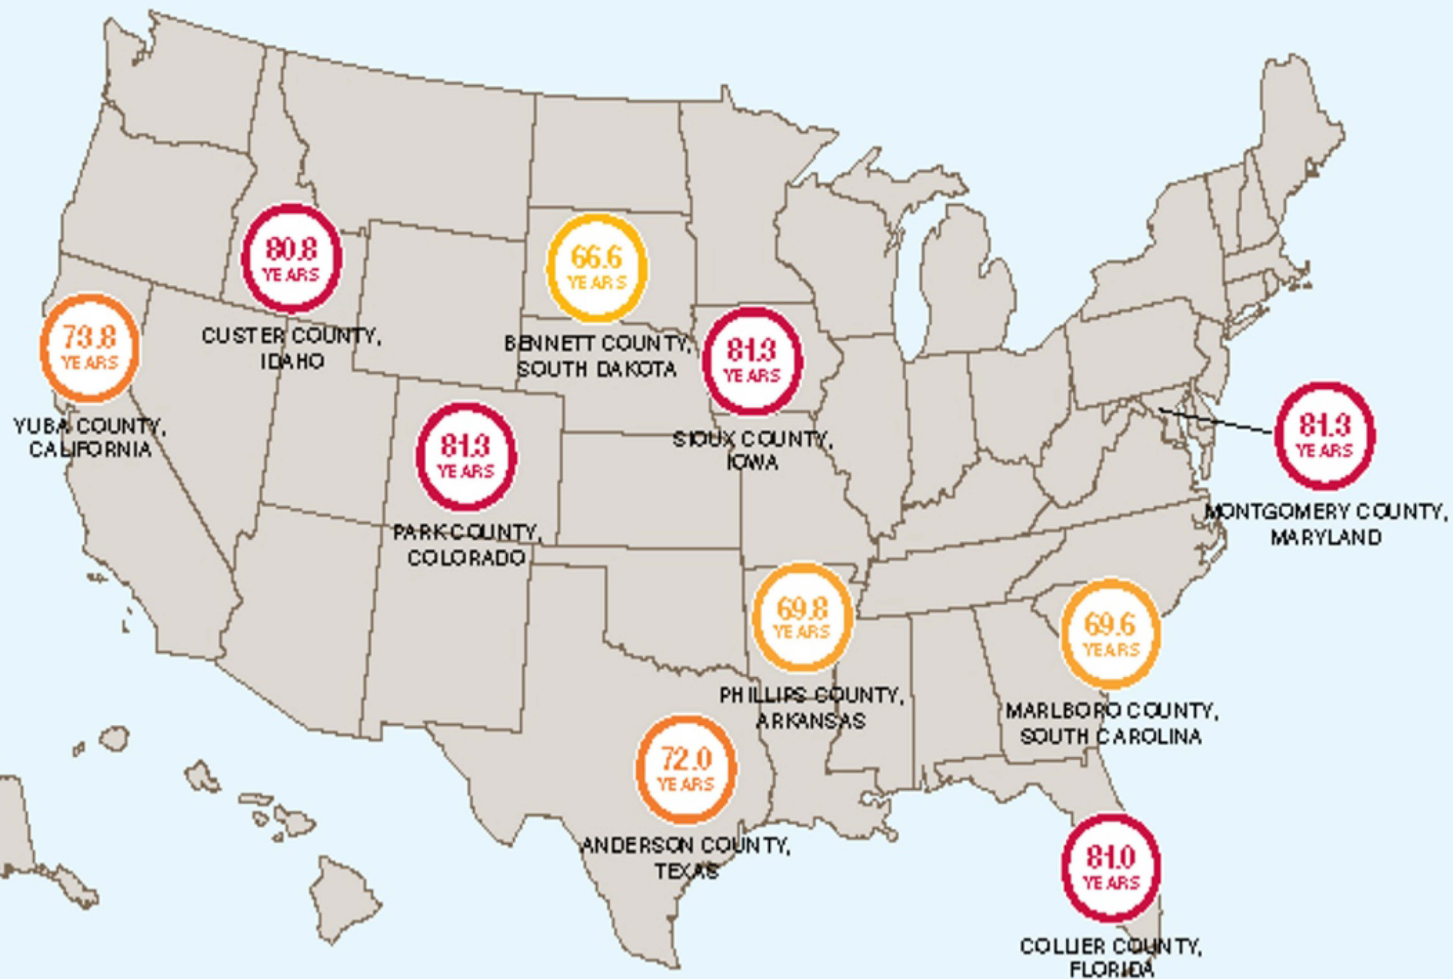 80.8
YEARS
CUSTER COUNTY,
IDAHO
66.6
YEARS
BENNETT COUNTY,
SOUTH DAKOTA
73.8
YEARS
YUBA COUNTY,
CALIFORNIA
81.3
YEARS
SIOUX COUNTY,
IOWA
81.3
YEARS
PARK COUNTY,
COLORADO
81.3
YEARS
MONTGOMERY COUNTY,
MARYLAND
69.8
YEARS
PHILLIPS COUNTY,
ARKANSAS
69.6
YEARS
MARLBORO COUNTY,
SOUTH CAROLINA
72.0
YEARS
ANDERSON COUNTY,
TEXAS
81.0
YEARS
COLLIER COUNTY,
FLORIDA